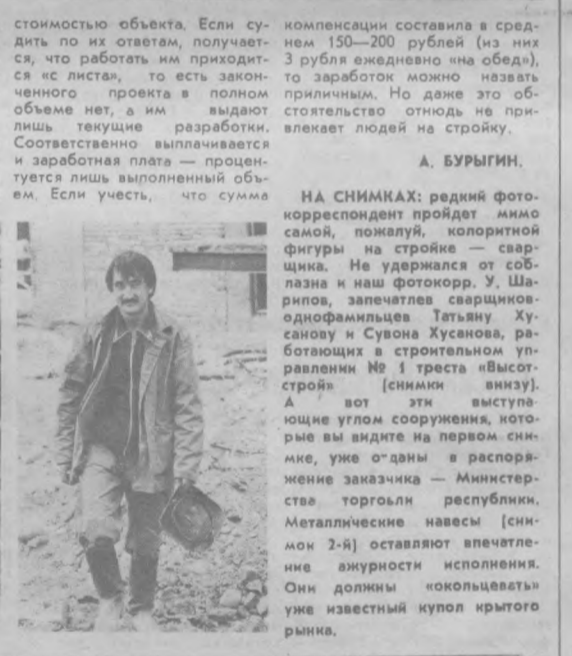 стоимостью объекта. Если су-
дить по их ответам, получает-
ся, что работать им приходит-
ся «с листа», то есть закон-
ченного проекта в полном
объеме нет, а им выдают
лишь текущие разработки.
Соответственно выплачивается
и заработная плата — процен-
туется лишь выполненный объ-
ем. Если учесть, что сумма
компенсации составила в сред-
нем 150—200 рублей (из них
3 рубля ежедневно «на обед»),
то заработок можно назвать
приличным. Но даже это об-
стоятельство отнюдь не при-
влекает людей на стройку.
А. БУРЫГИН.
НА СНИМКАХ: редкий фото-
корреспондент пройдет мимо
самой, пожалуй, колоритной
фигуры на стройке — свар-
щика. Не удержался от соб-
лазна и наш фотокорр. У. Ша-
рипов, запечатлев сварщиков-
однофамильцев Татьяну Ху-
санову и Сувона Хусанова, ра-
ботающих в строительном уп-
равлении № 1 треста «Высот-
строй» (снимки внизу).
А вот эти выступа-
ющие углом сооружения, кото-
рые вы видите на первом сни-
мке, уже отданы в распоря-
жение заказчика — Министер-
ства торговли республики.
Металлические навесы (сни-
мок 2-й) оставляют впечатле-
ние ажурности исполнения.
Они должны «окольцевать»
уже известный купол крытого
рынка.